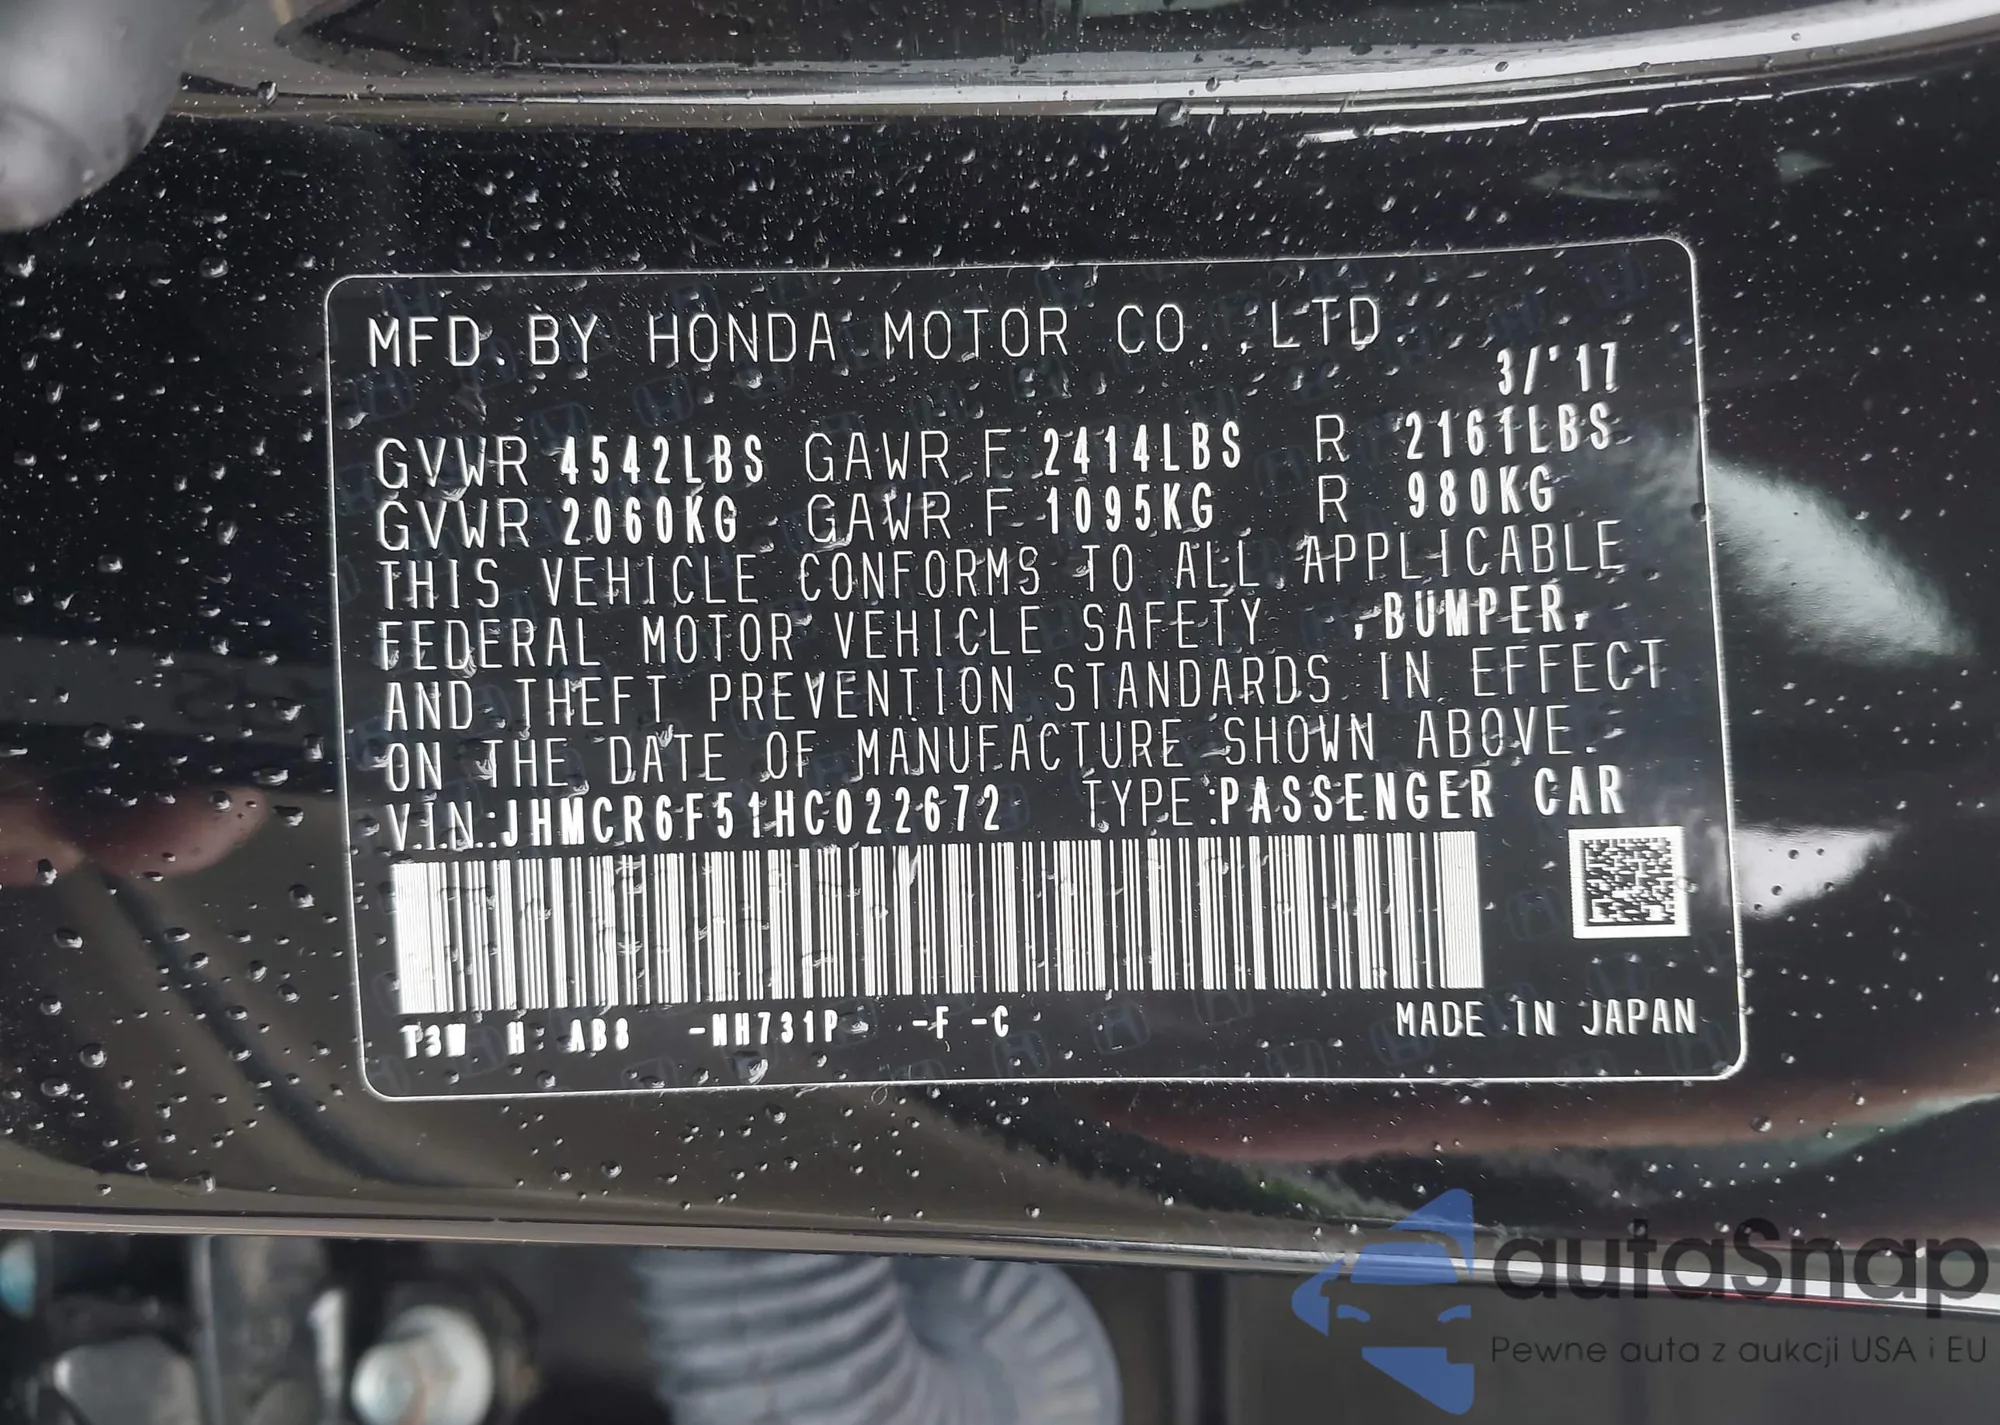 MFD. BY HONDA MOTOR CO.,LTD.
3/'17
GVWR 4542LBS GAWR F 2414LBS R 2161LBS
GVWR 2060KG GAWR F 1095KG R 980KG
THIS VEHICLE CONFORMS TO ALL APPLICABLE
FEDERAL MOTOR VEHICLE SAFETY ,BUMPER,
AND THEFT PREVENTION STANDARDS IN EFFECT
ON THE DATE OF MANUFACTURE SHOWN ABOVE.
V.I.N.:JHMCR6F51HC022672 TYPE:PASSENGER CAR
T3W H AB8 -NH731P -F -C
MADE IN JAPAN
autaSnap
Pewne auta z aukcji USA i EU